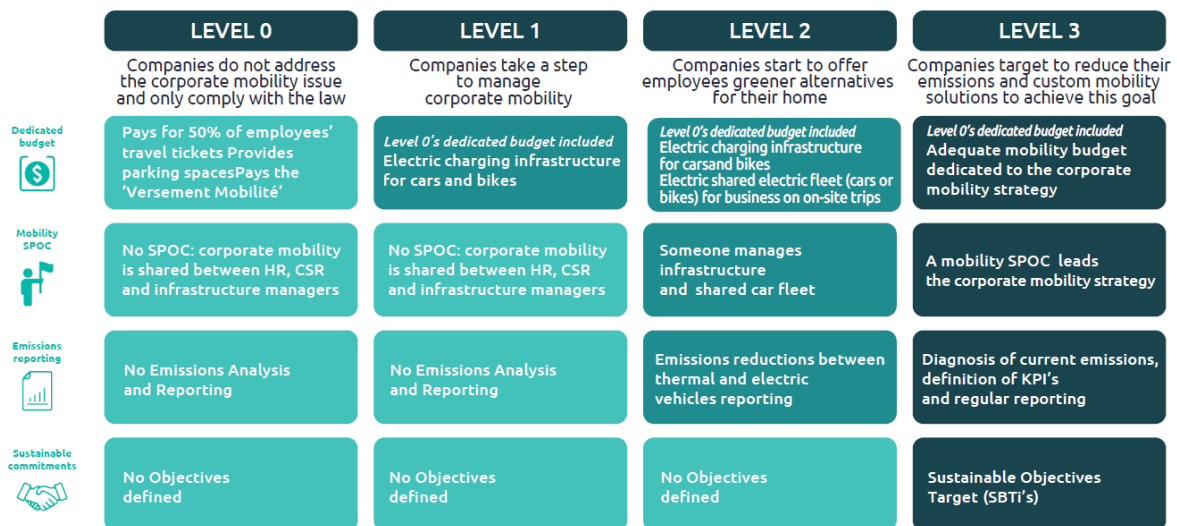 LEVEL 0
Companies do not address
the corporate mobility issue
and only comply with the law
LEVEL 1
Companies take a step
to manage
corporate mobility
LEVEL 2
Companies start to offer
employees greener alternatives
for their home
LEVEL 3
Companies target to reduce their
emissions and custom mobility
solutions to achieve this goal
Dedicated
budget
Pays for 50% of employees'
travel tickets Provides
parking spacesPays the
'Versement Mobilité'
Level 0's dedicated budget included
Electric charging infrastructure
for cars and bikes
Level 0's dedicated budget included
Electric charging infrastructure
for carsand bikes
Electric shared electric fleet (cars or
bikes) for business on on-site trips
Level 0's dedicated budget included
Adequate mobility budget
dedicated to the corporate
mobility strategy
Mobility
SPOC
No SPOC: corporate mobility
is shared between HR, CSR
and infrastructure managers
No SPOC: corporate mobility
is shared between HR, CSR
and infrastructure managers
Someone manages
infrastructure
and shared car fleet
A mobility SPOC leads
the corporate mobility strategy
Emissions
reporting
No Emissions Analysis
and Reporting
No Emissions Analysis
and Reporting
Emissions reductions between
thermal and electric
vehicles reporting
Diagnosis of current emissions,
definition of KPI's
and regular reporting
Sustainable
commitments
No Objectives
defined
No Objectives
defined
No Objectives
defined
Sustainable Objectives
Target (SBTi's)